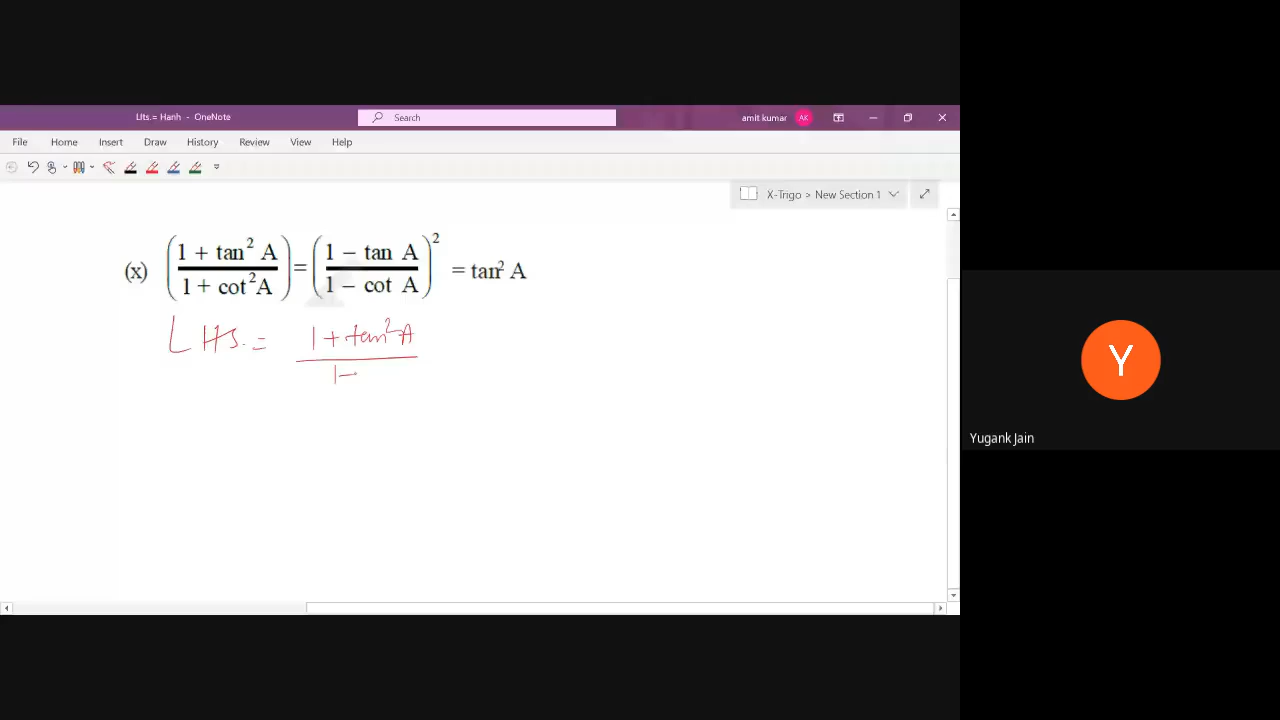 LHs.= Hanh - OneNote
Search
amit kumar
AK
File Home Insert Draw History Review View Help
X-Trigo > New Section 1
(x) (1 + tan² A / 1 + cot² A) = (1 − tan A / 1 − cot A)² = tan² A
LHS. = 1 + tan² A
1 −
Y
Yugank Jain